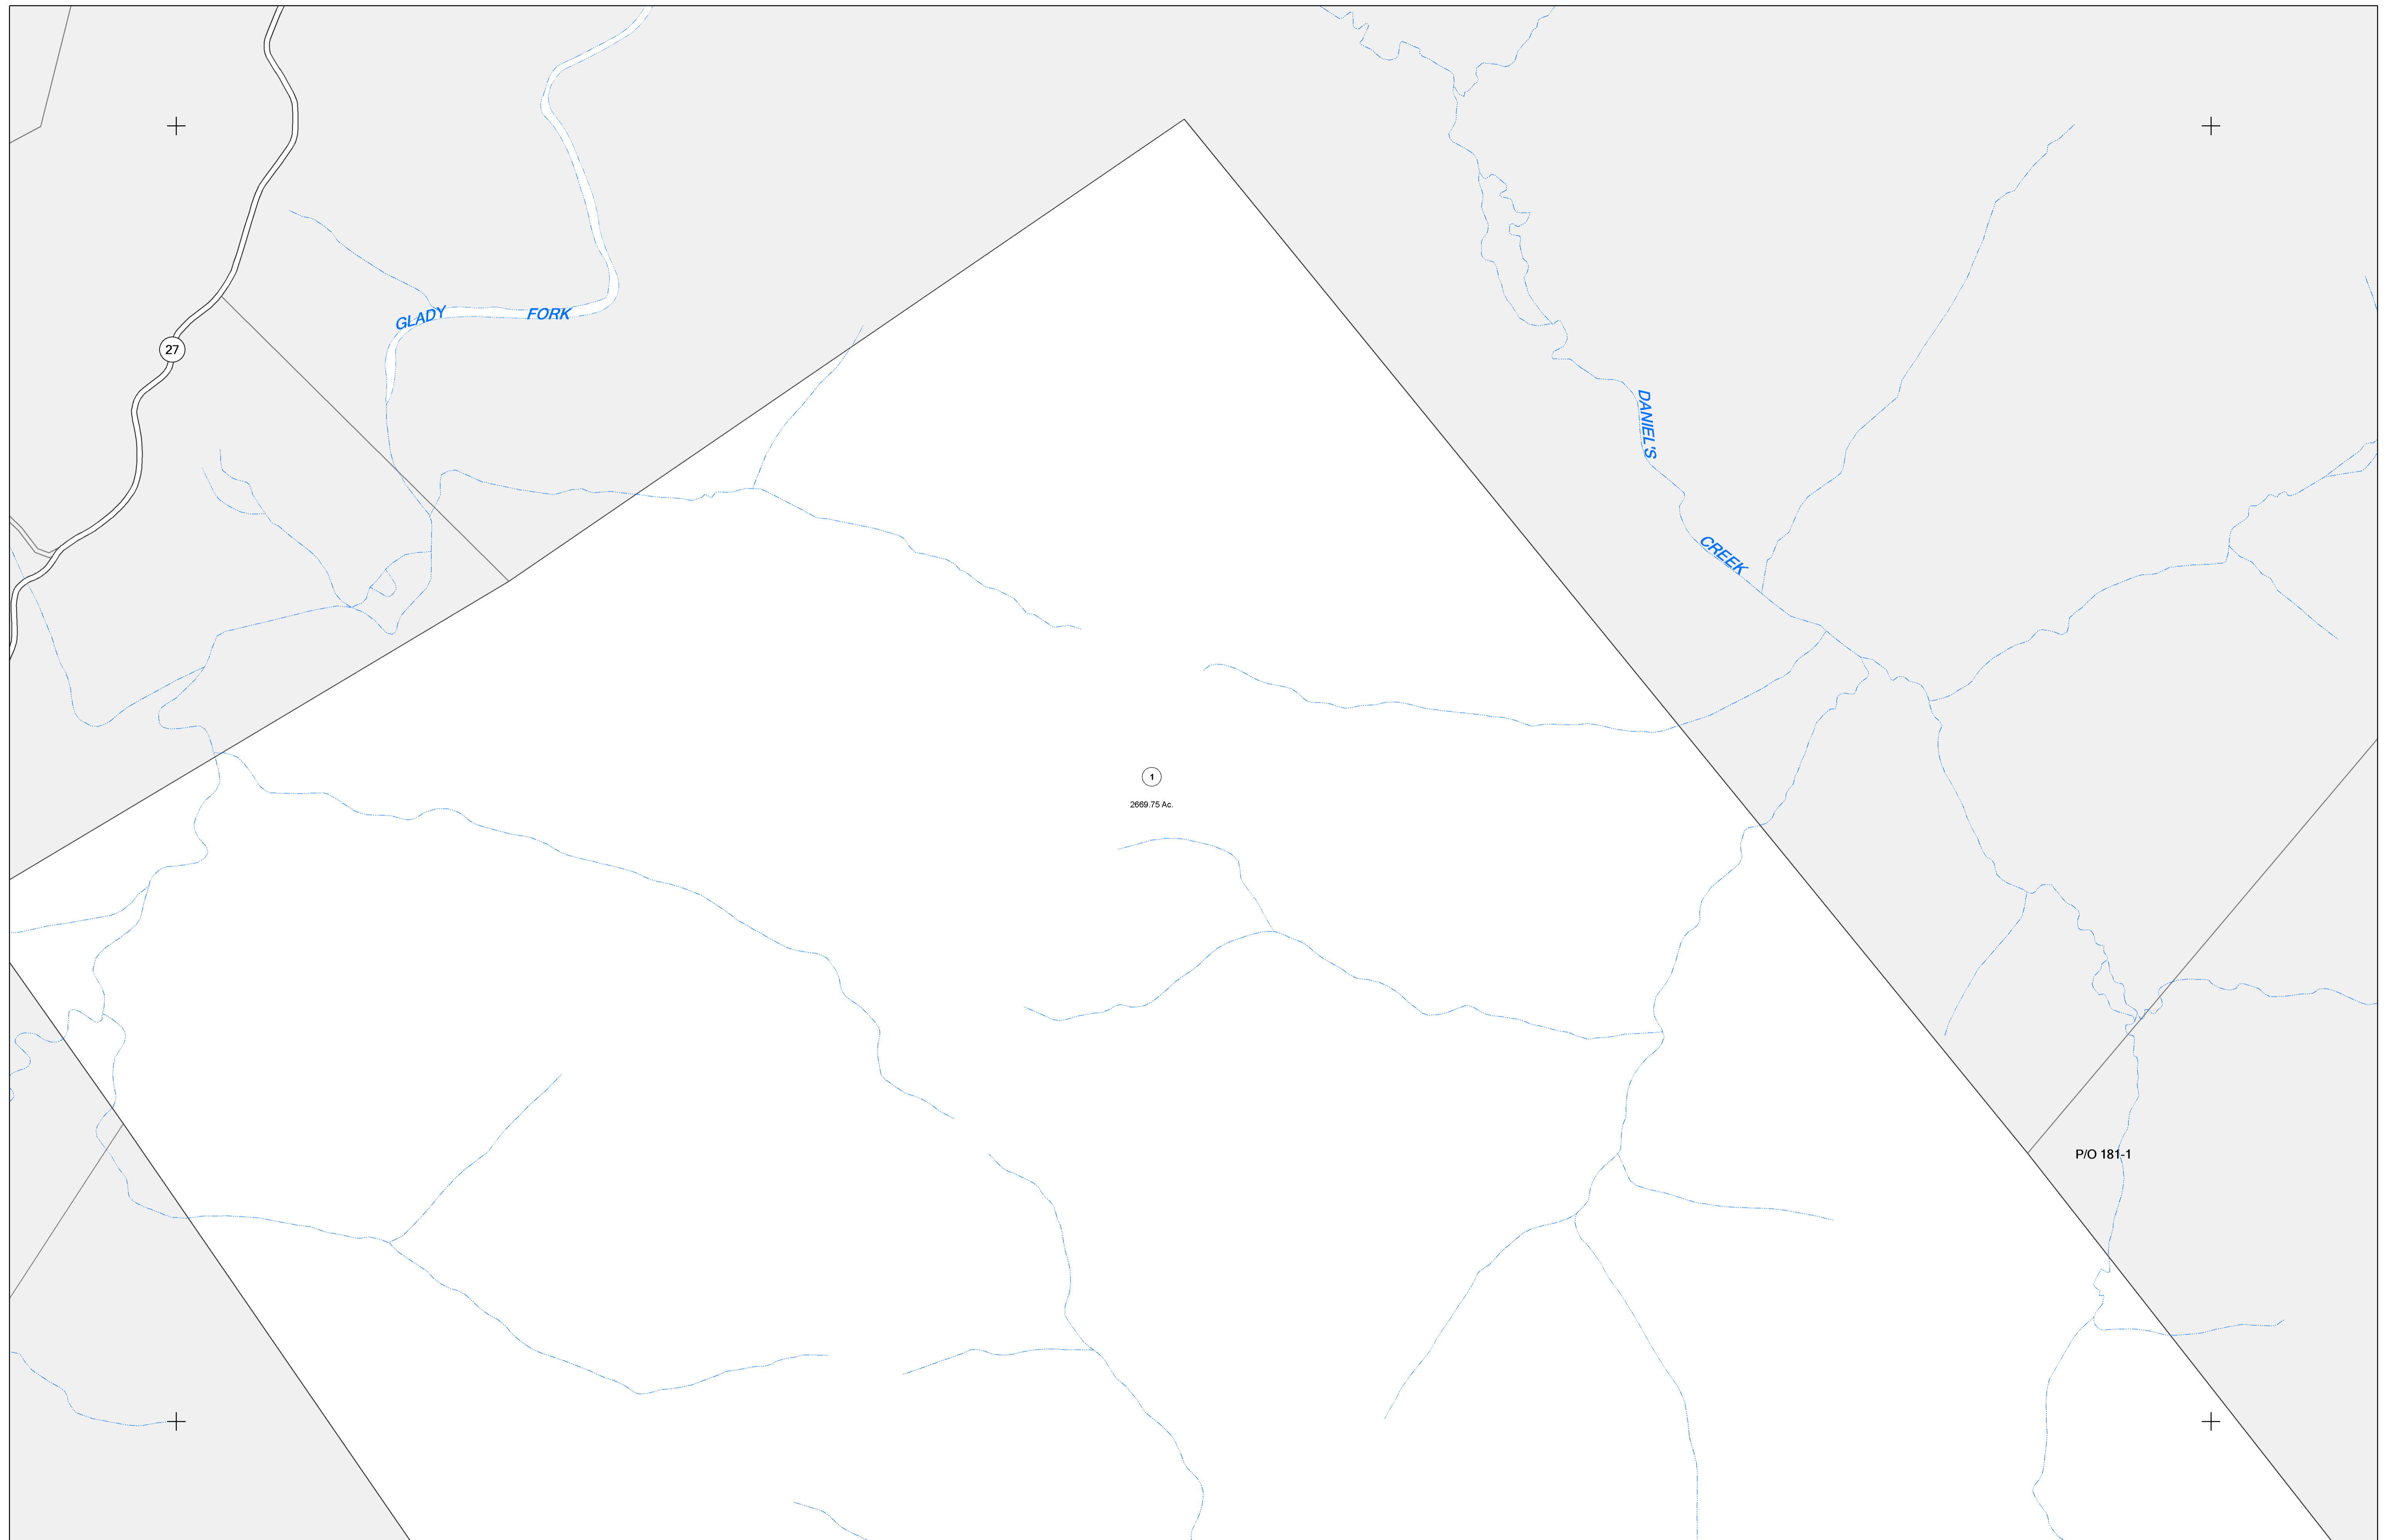 GLADY FORK
27
DANIEL'S
CREEK
1
2669.75 Ac.
P/O 181-1